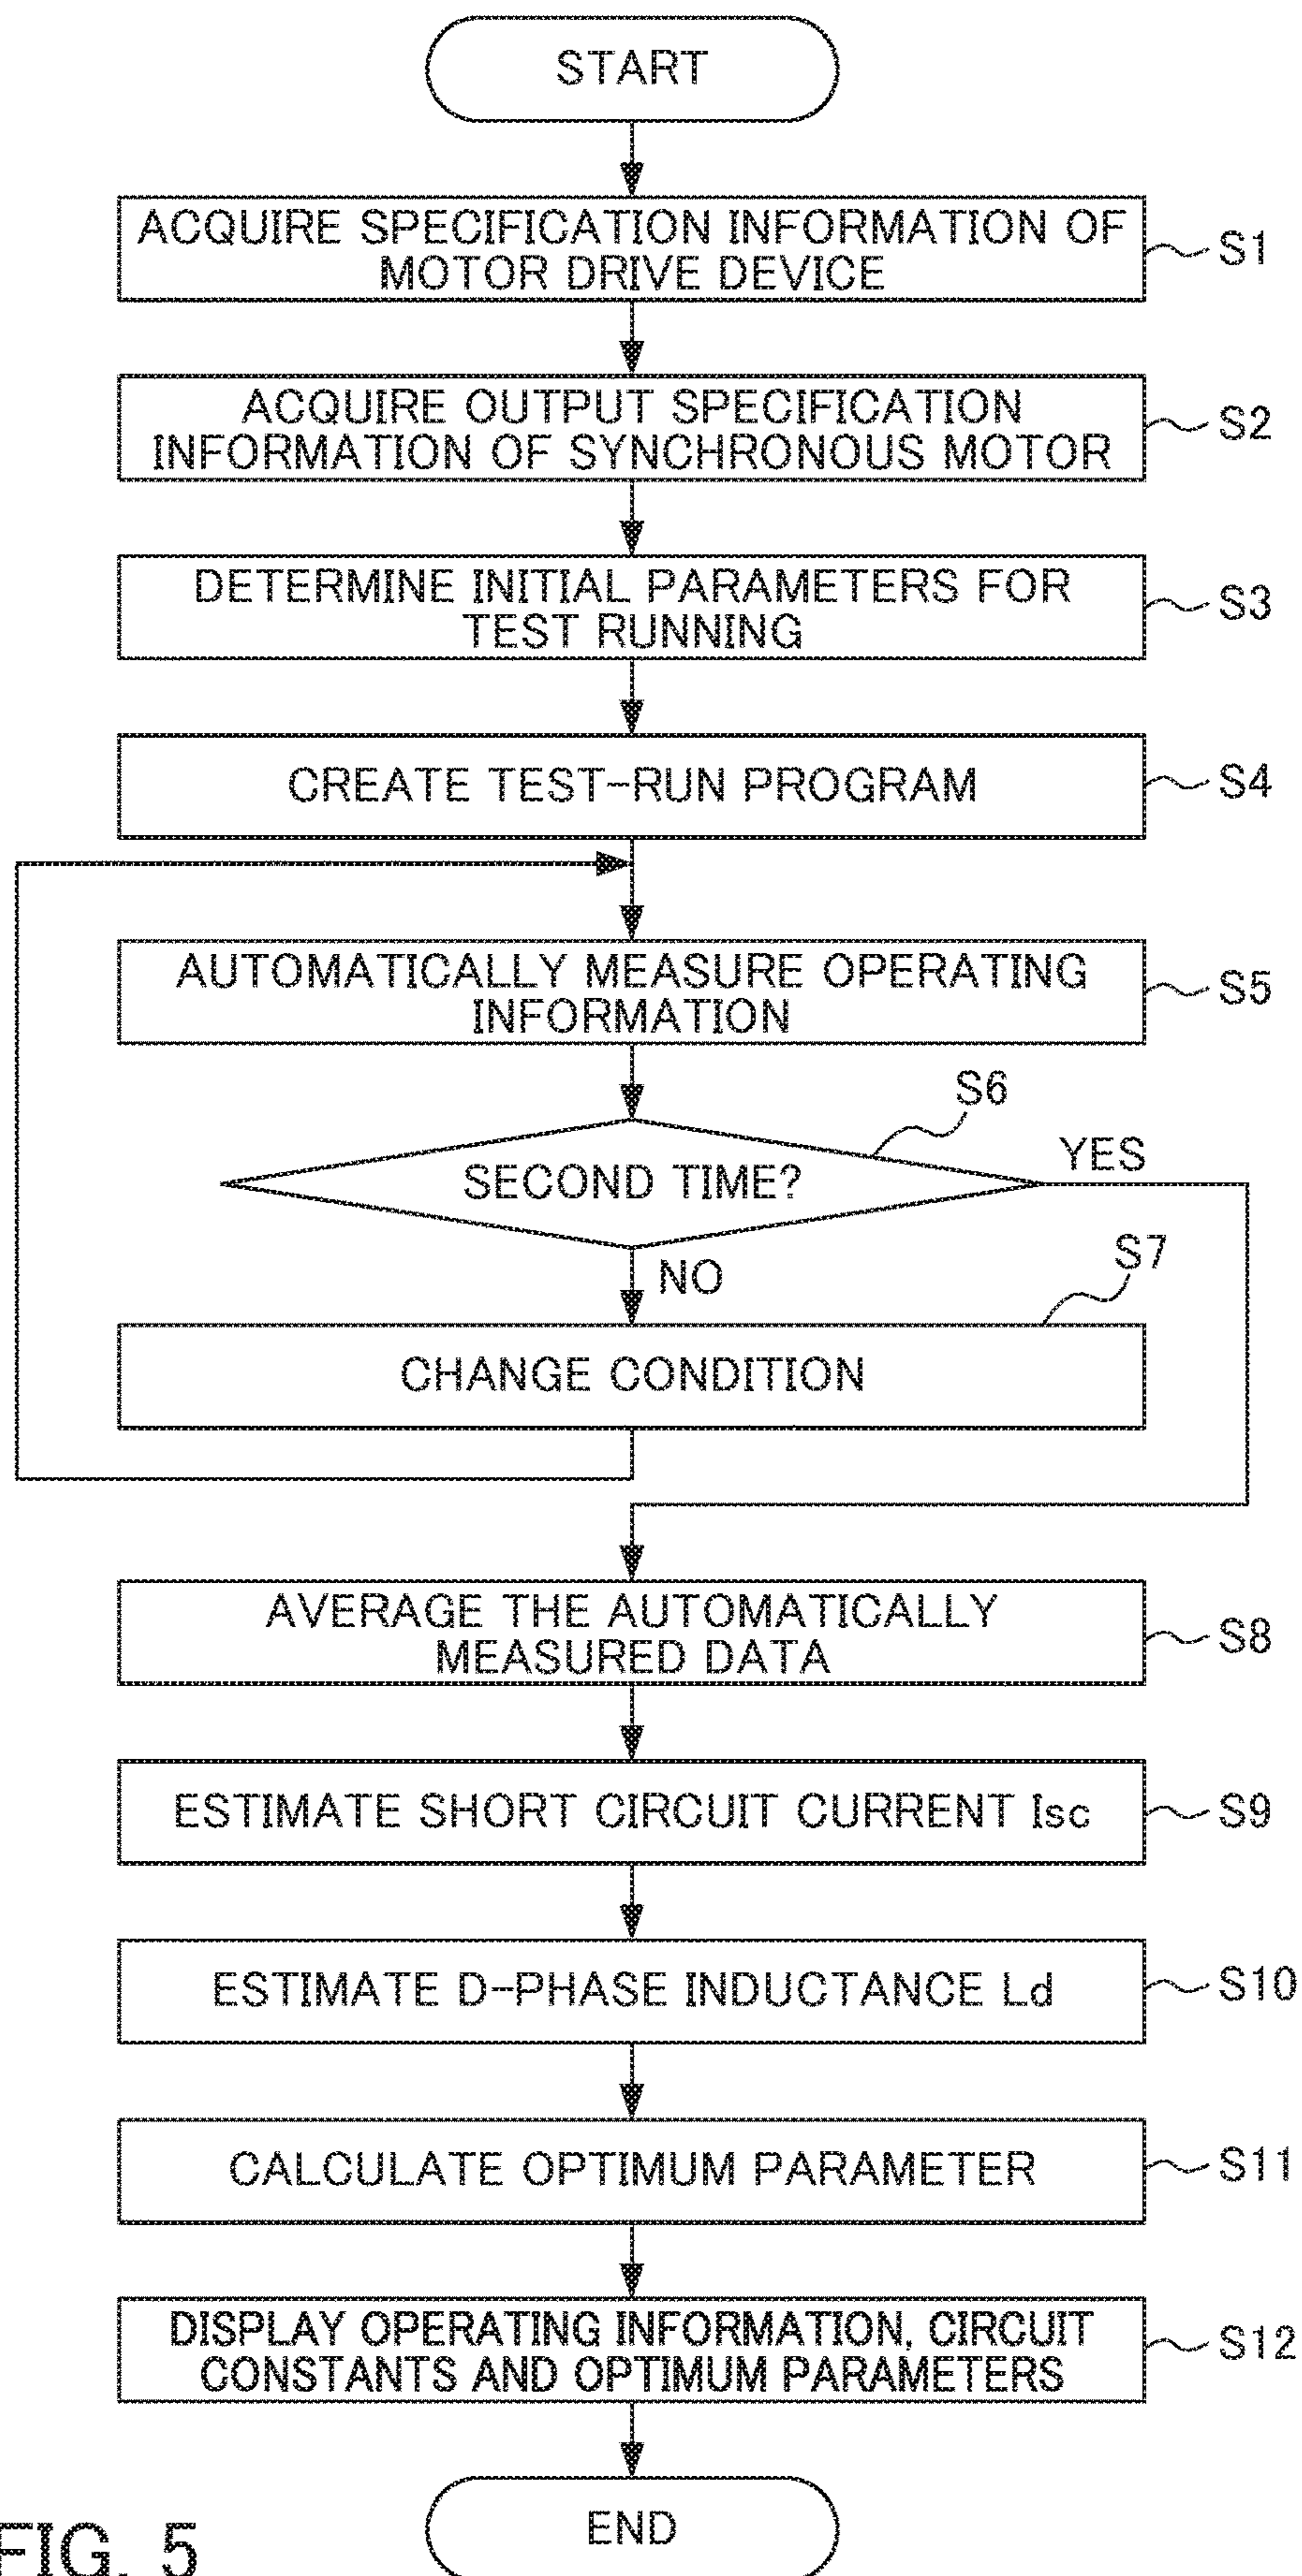 START
ACQUIRE SPECIFICATION INFORMATION OF
MOTOR DRIVE DEVICE
S1
ACQUIRE OUTPUT SPECIFICATION
INFORMATION OF SYNCHRONOUS MOTOR
S2
DETERMINE INITIAL PARAMETERS FOR
TEST RUNNING
S3
CREATE TEST-RUN PROGRAM
S4
AUTOMATICALLY MEASURE OPERATING
INFORMATION
S5
S6
SECOND TIME?
YES
NO
S7
CHANGE CONDITION
AVERAGE THE AUTOMATICALLY
MEASURED DATA
S8
ESTIMATE SHORT CIRCUIT CURRENT Isc
S9
ESTIMATE D-PHASE INDUCTANCE Ld
S10
CALCULATE OPTIMUM PARAMETER
S11
DISPLAY OPERATING INFORMATION, CIRCUIT
CONSTANTS AND OPTIMUM PARAMETERS
S12
END
FIG. 5